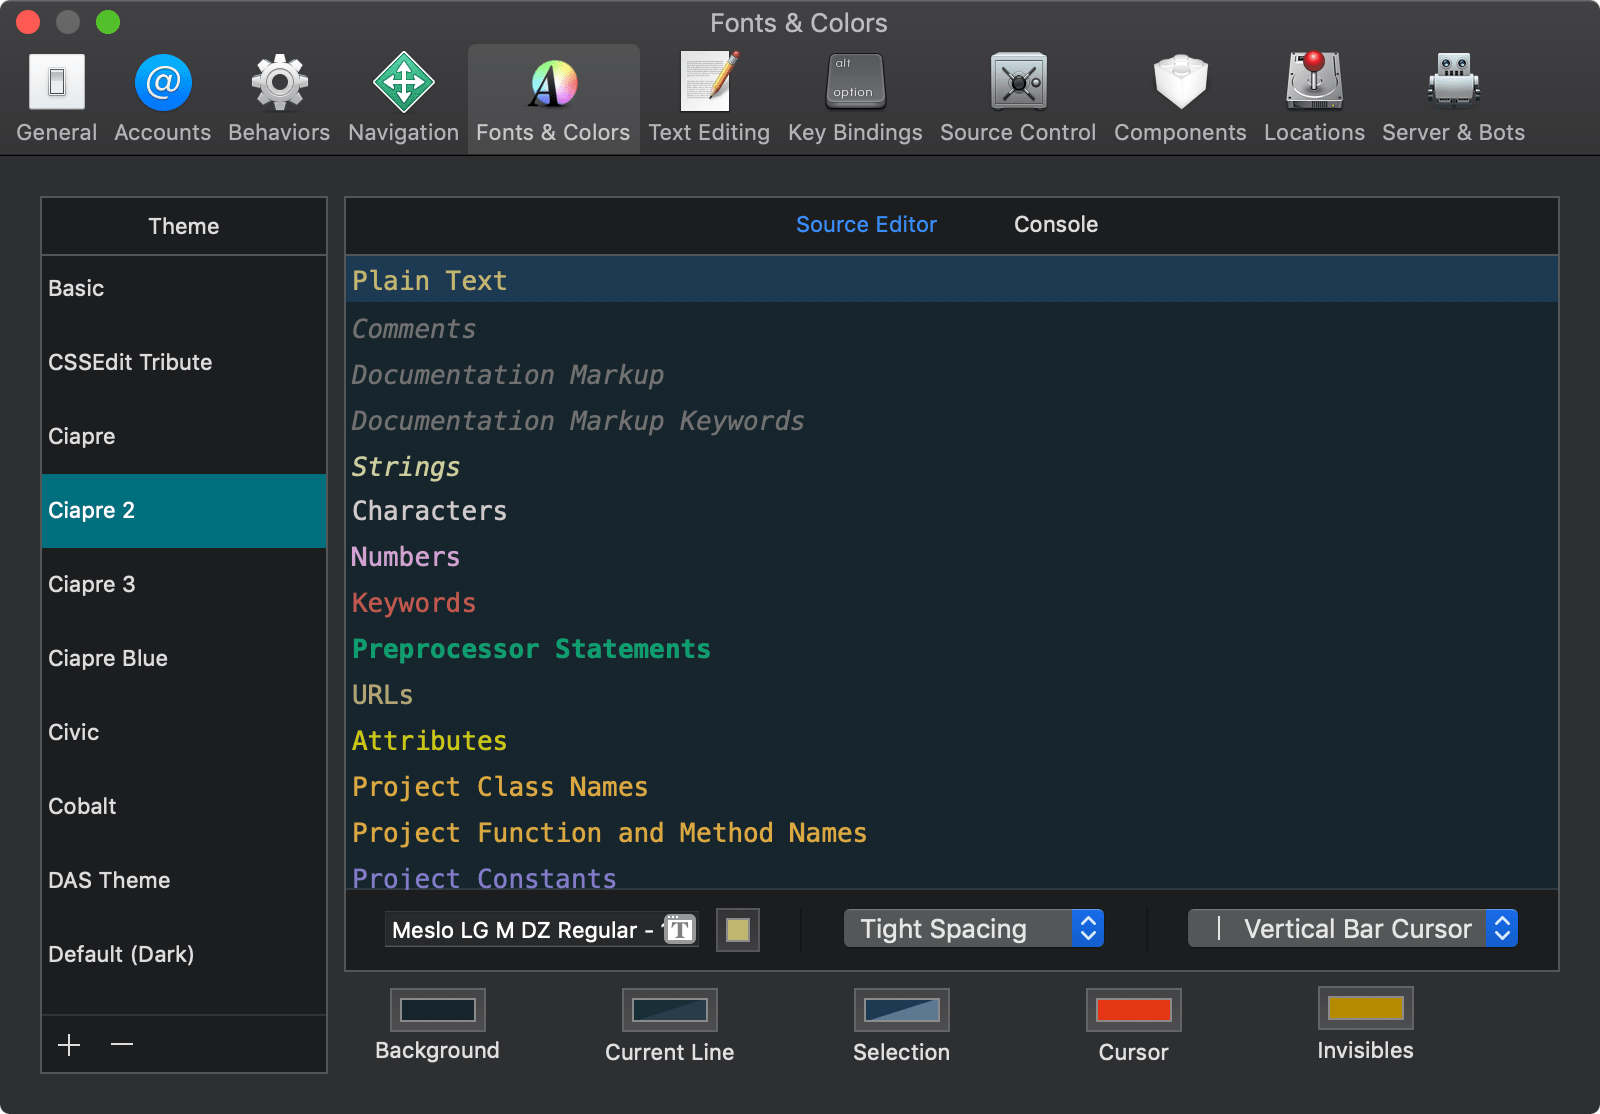 Fonts & Colors
alt
option
General Accounts Behaviors Navigation Fonts & Colors Text Editing Key Bindings Source Control Components Locations Server & Bots
Theme
Basic
CSSEdit Tribute
Ciapre
Ciapre 2
Ciapre 3
Ciapre Blue
Civic
Cobalt
DAS Theme
Default (Dark)
Source Editor Console
Plain Text
Comments
Documentation Markup
Documentation Markup Keywords
Strings
Characters
Numbers
Keywords
Preprocessor Statements
URLs
Attributes
Project Class Names
Project Function and Method Names
Project Constants
Meslo LG M DZ Regular - T Tight Spacing Vertical Bar Cursor
Background Current Line Selection Cursor Invisibles